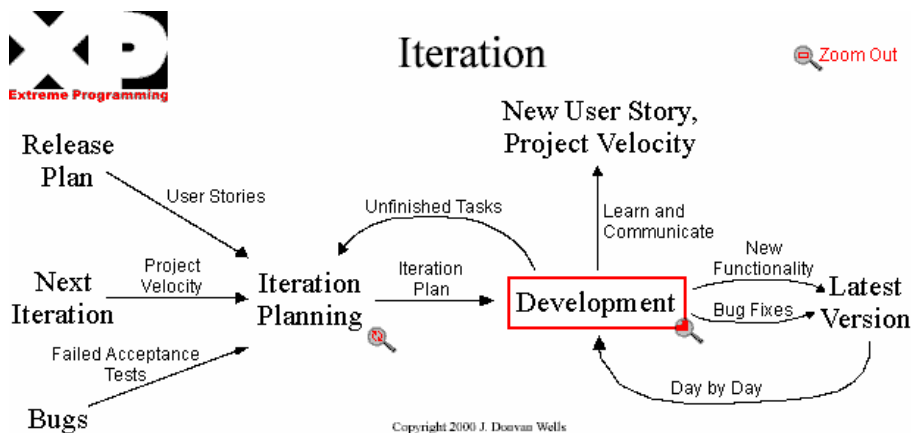 XP
Extreme Programming
Iteration
Zoom Out
New User Story,
Project Velocity
Release
Plan
User Stories
Unfinished Tasks
Learn and
Communicate
Next
Iteration
Project
Velocity
Iteration
Planning
Iteration
Plan
Development
New
Functionality
Bug Fixes
Latest
Version
Failed Acceptance
Tests
Day by Day
Bugs
Copyright 2000 J. Donvan Wells